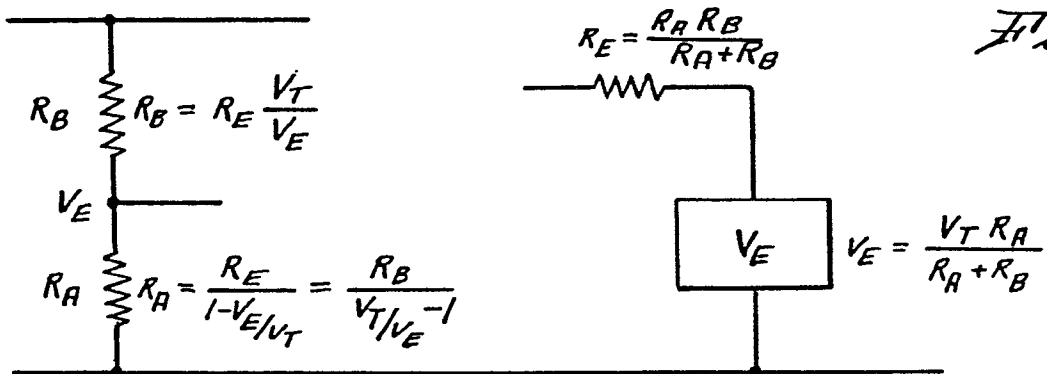 R_B R_B = R_E V_T / V_E
V_E
R_A R_A = R_E / (1 - V_E/V_T) = R_B / (V_T/V_E - 1)
R_E = R_A R_B / (R_A + R_B)
V_E V_E = V_T R_A / (R_A + R_B)